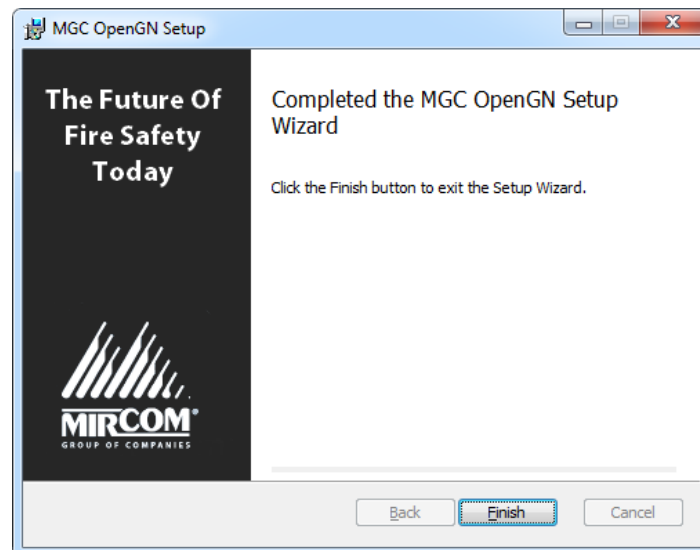 MGC OpenGN Setup
The Future Of
Fire Safety
Today
Completed the MGC OpenGN Setup
Wizard
Click the Finish button to exit the Setup Wizard.
MIRCOM
GROUP OF COMPANIES
Back
Finish
Cancel